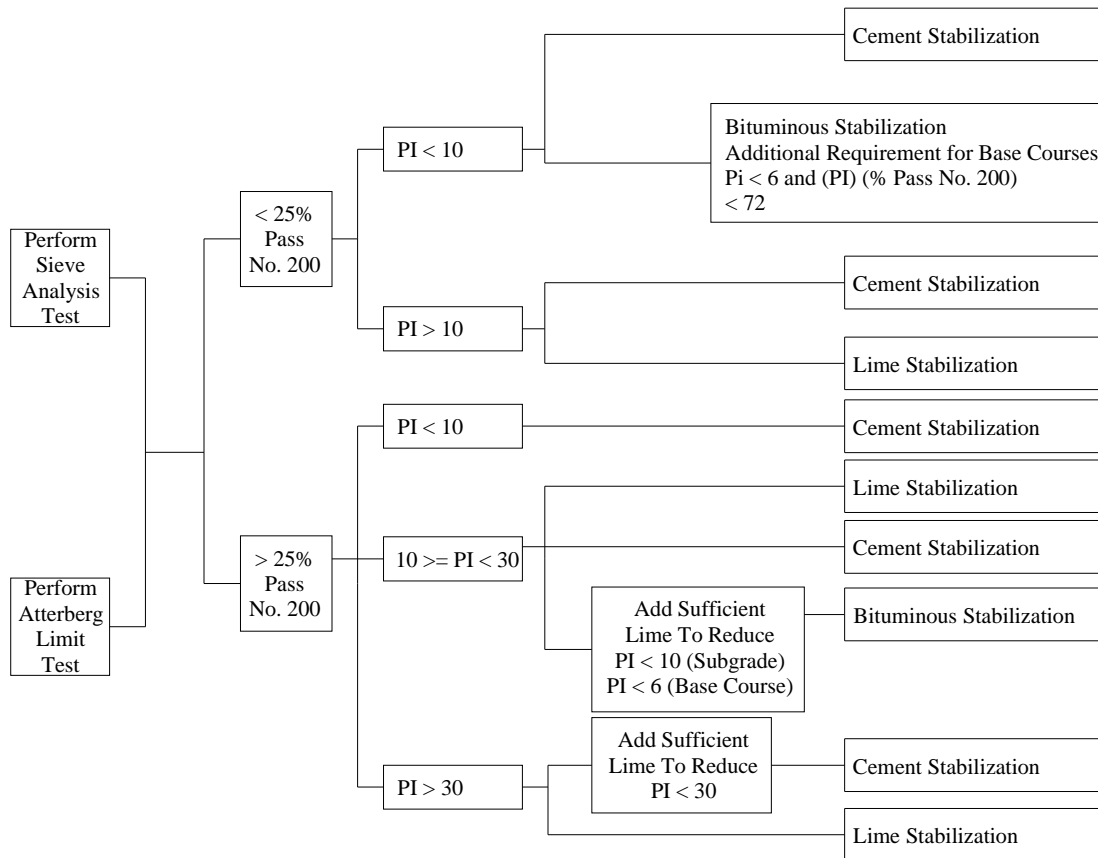 Perform
Sieve
Analysis
Test
Perform
Atterberg
Limit
Test
< 25%
Pass
No. 200
> 25%
Pass
No. 200
PI < 10
Cement Stabilization
Bituminous Stabilization
Additional Requirement for Base Courses
Pi < 6 and (PI) (% Pass No. 200)
< 72
PI > 10
Cement Stabilization
Lime Stabilization
PI < 10
Cement Stabilization
10 >= PI < 30
Lime Stabilization
Cement Stabilization
Add Sufficient
Lime To Reduce
PI < 10 (Subgrade)
PI < 6 (Base Course)
Bituminous Stabilization
PI > 30
Add Sufficient
Lime To Reduce
PI < 30
Cement Stabilization
Lime Stabilization